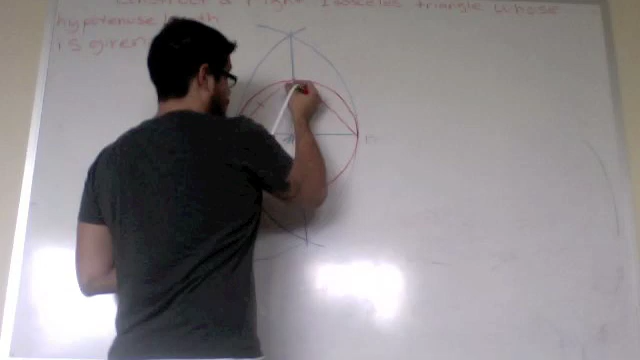 Construct a Right Isosceles triangle whose
hypotenuse length
is given